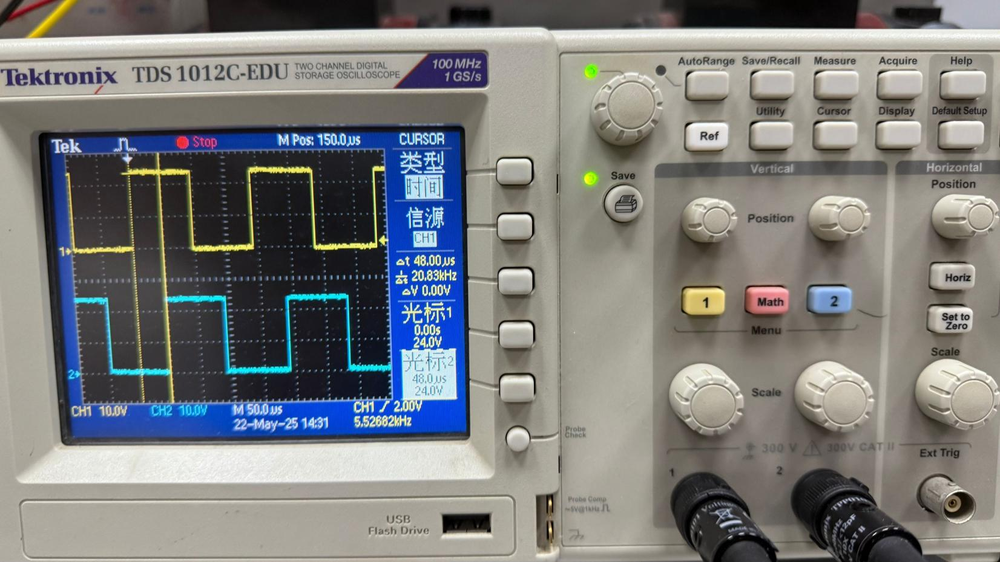 Tektronix TDS 1012C-EDU TWO CHANNEL DIGITAL
STORAGE OSCILLOSCOPE
100 MHz
1 GS/s
Tek
Stop
M Pos: 150.0µs
CURSOR
类型
时间
信源
CH1
Δt 48.00µs
1/Δt 20.83kHz
ΔV 0.00V
光标1
0.00s
24.0V
光标2
48.0µs
24.0V
1
2
CH1 10.0V
CH2 10.0V
M 50.0µs
CH1 2.00V
22-May-25 14:31
5.52682kHz
USB
Flash Drive
AutoRange
Save/Recall
Measure
Acquire
Help
Utility
Cursor
Display
Default Setup
Ref
Save
Vertical
Horizontal
Position
Position
1
Math
2
Menu
Horiz
Set to
Zero
Scale
Scale
Probe
Check
300 V
300V CAT II
Ext Trig
1
2
Probe Comp
~5V@1kHz